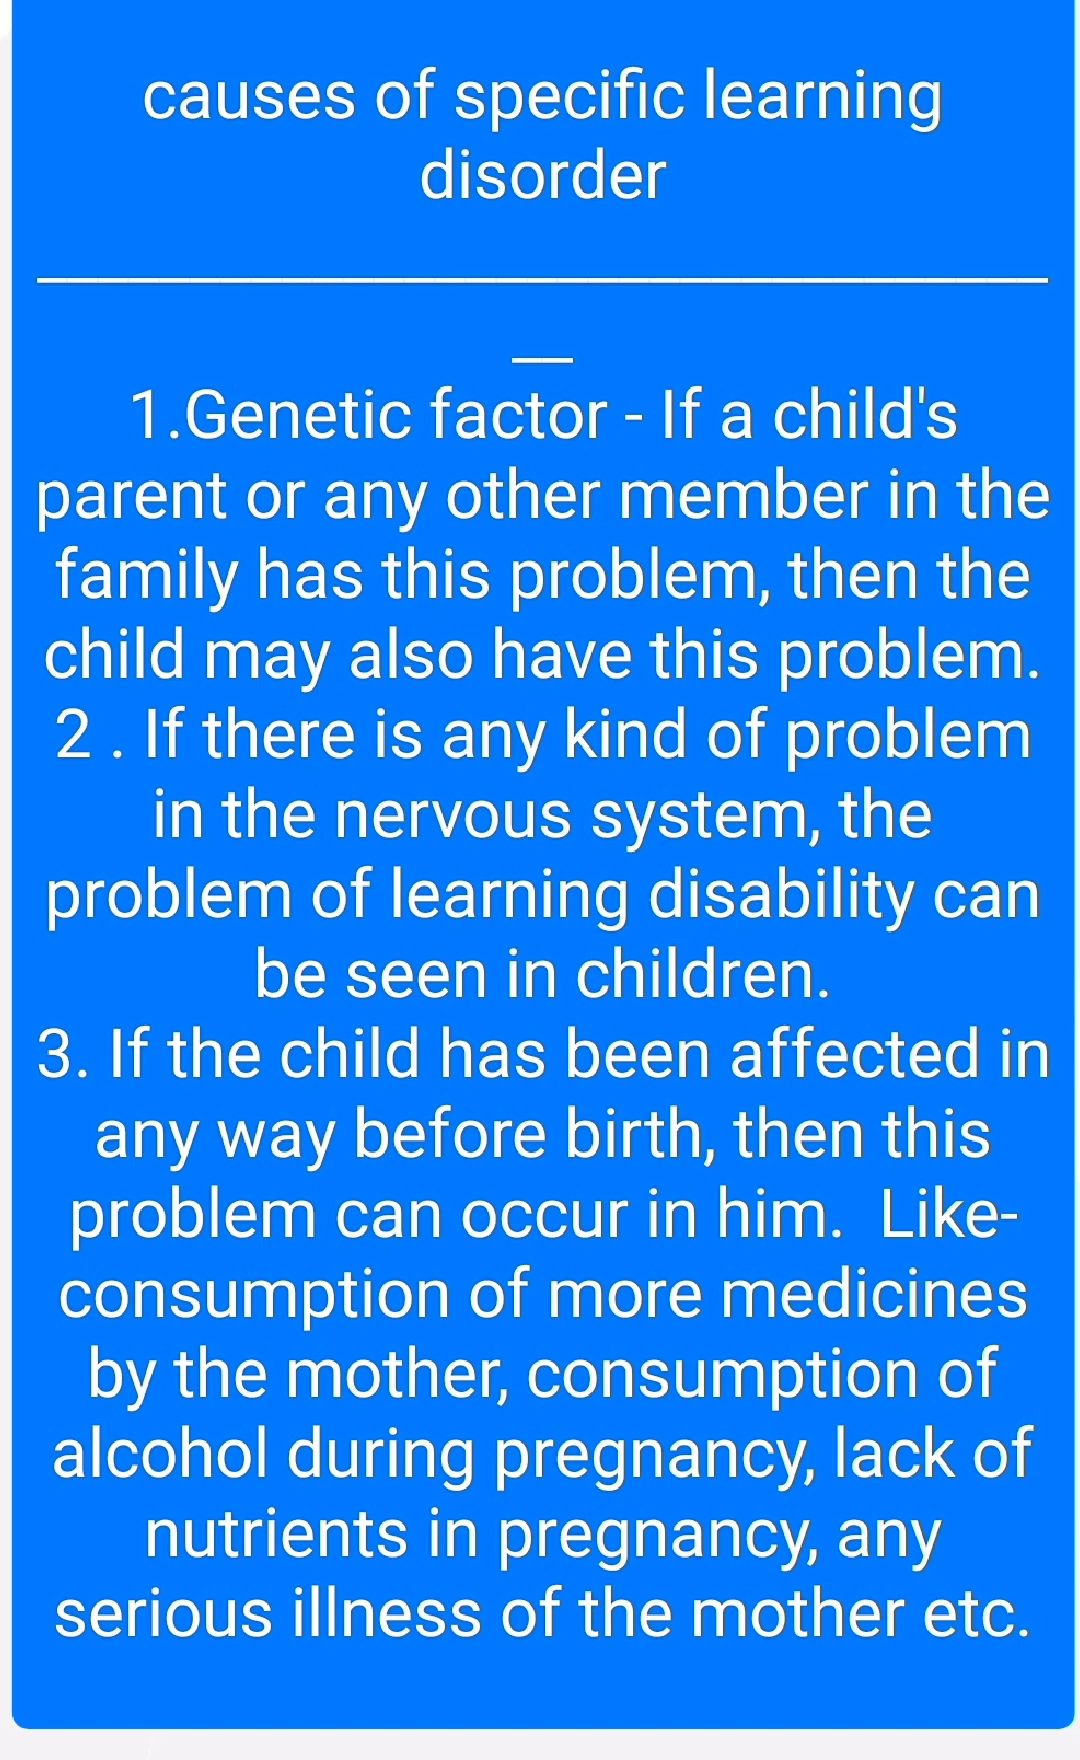 causes of specific learning
disorder
__________________________________
__
1.Genetic factor - If a child's
parent or any other member in the
family has this problem, then the
child may also have this problem.
2 . If there is any kind of problem
in the nervous system, the
problem of learning disability can
be seen in children.
3. If the child has been affected in
any way before birth, then this
problem can occur in him.  Like-
consumption of more medicines
by the mother, consumption of
alcohol during pregnancy, lack of
nutrients in pregnancy, any
serious illness of the mother etc.